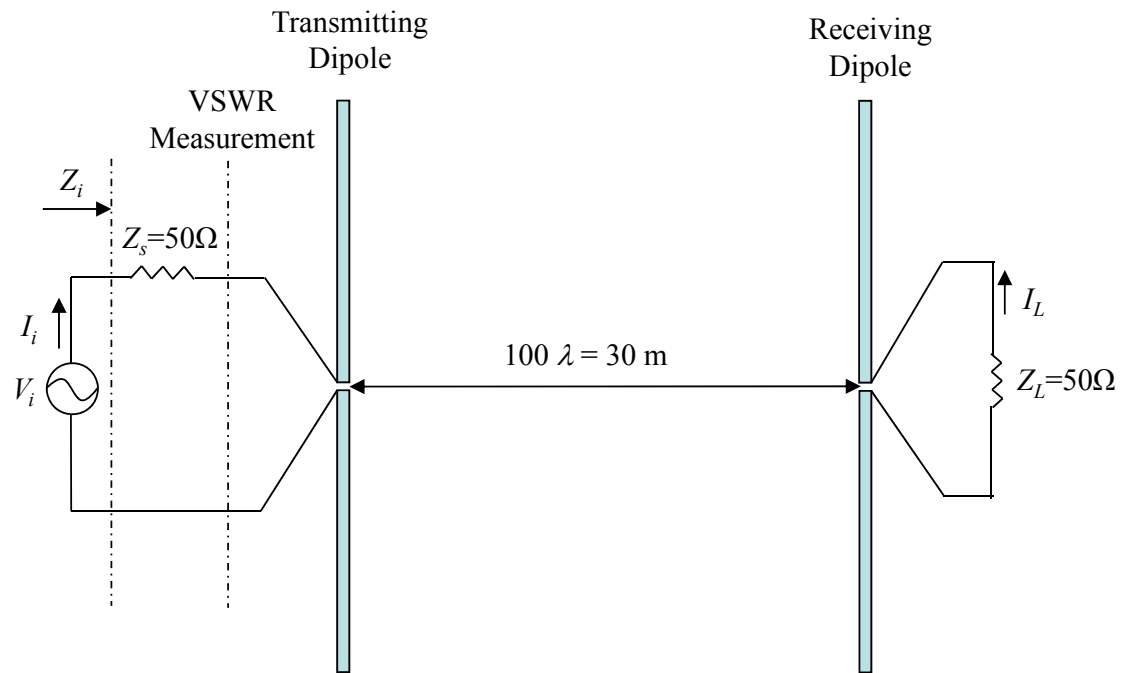 Transmitting
Dipole
Receiving
Dipole
VSWR
Measurement
Z_i
Z_s=50Ω
I_i
V_i
100 λ = 30 m
I_L
Z_L=50Ω